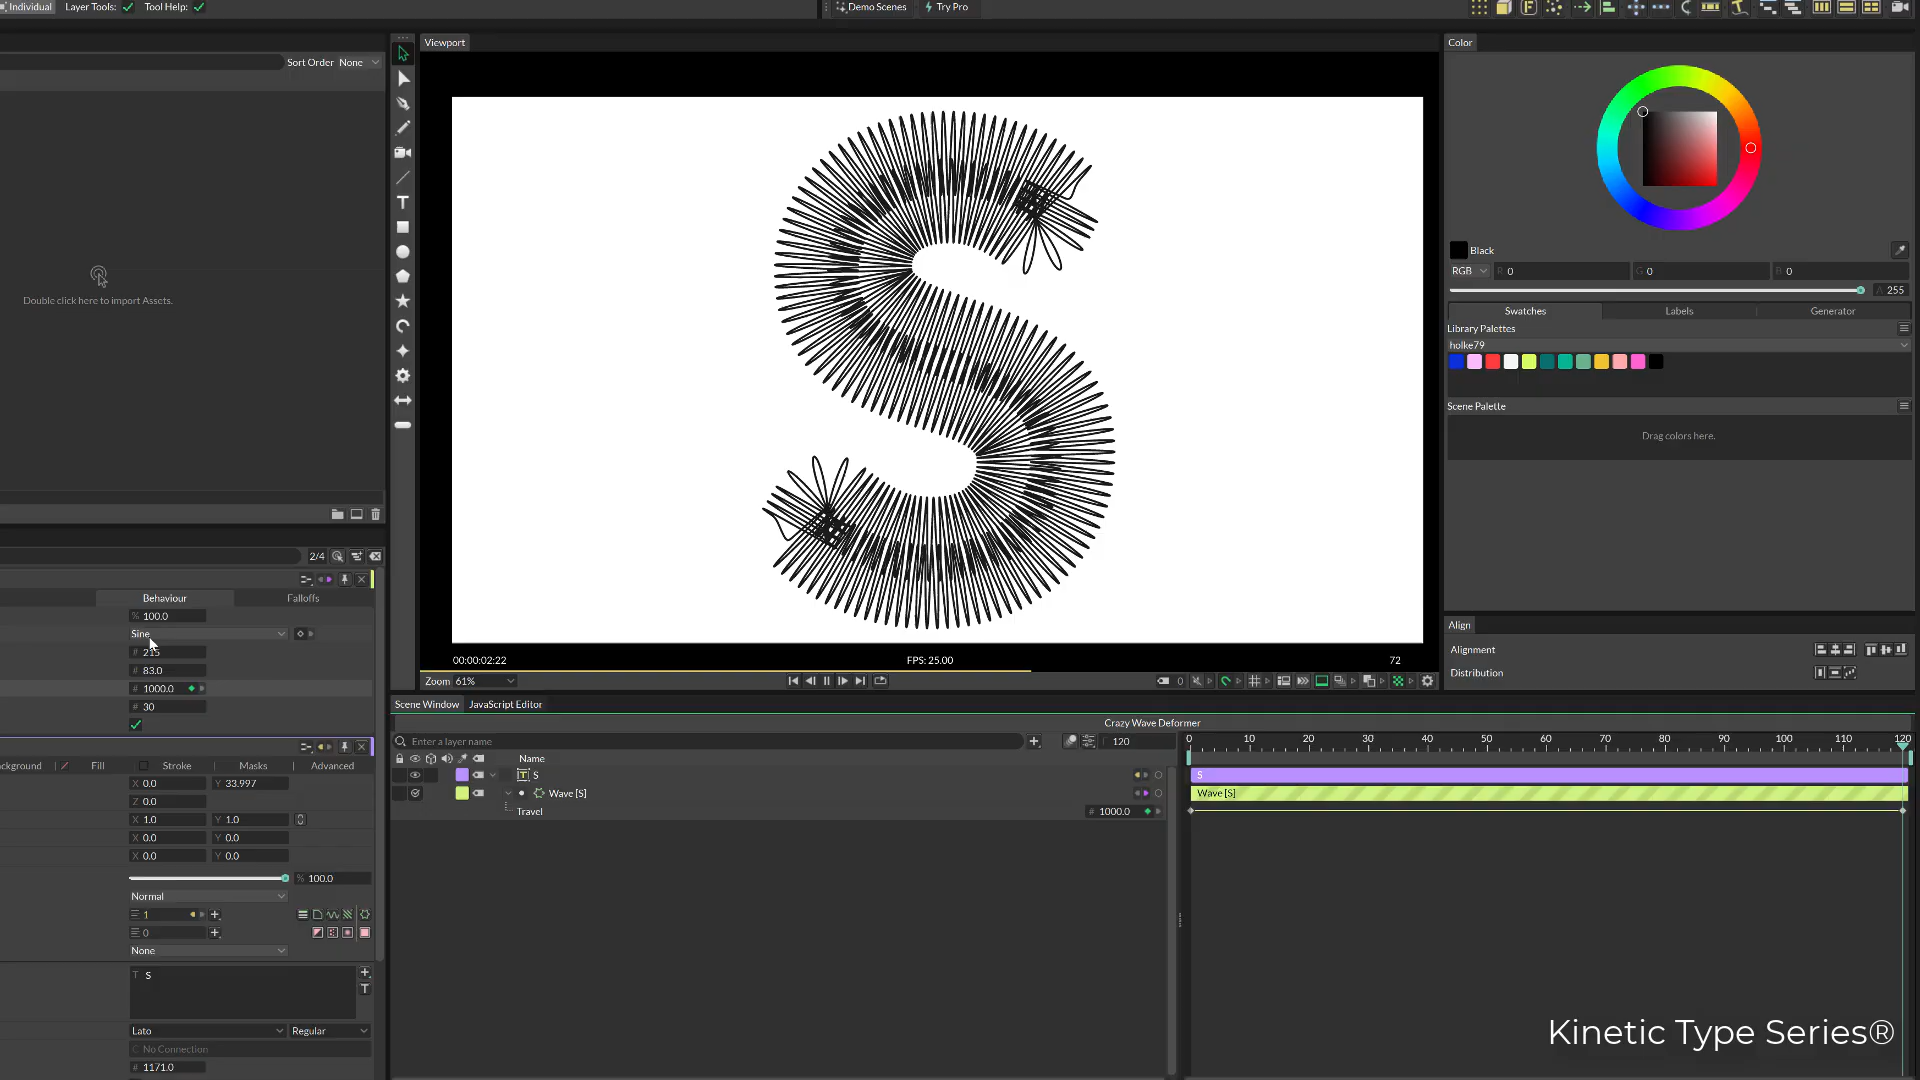 Individual Layer Tools: Tool Help: Demo Scenes Try Pro
Sort Order None
Double click here to import Assets.
2/4
Behaviour Falloffs
% 100.0
Sine
# 215
# 83.0
# 1000.0
# 30
ckground Fill Stroke Masks Advanced
X 0.0 Y 33.997
Z 0.0
X 1.0 Y 1.0
X 0.0 Y 0.0
X 0.0 Y 0.0
% 100.0
Normal
1
0
None
T S
T
Lato Regular
No Connection
# 1171.0
Viewport
00:00:02:22 FPS: 25.00 72
Zoom 61%
0
Scene Window JavaScript Editor
Crazy Wave Deformer
Enter a layer name
120
0 10 20 30 40 50 60 70 80 90 100 110 120
Name
S
S
Wave [S]
Wave [S]
Travel # 1000.0
Color
Black
RGB R 0 G 0 B 0
A 255
Swatches Labels Generator
Library Palettes
holke79
Scene Palette
Drag colors here.
Align
Alignment
Distribution
Kinetic Type Series®